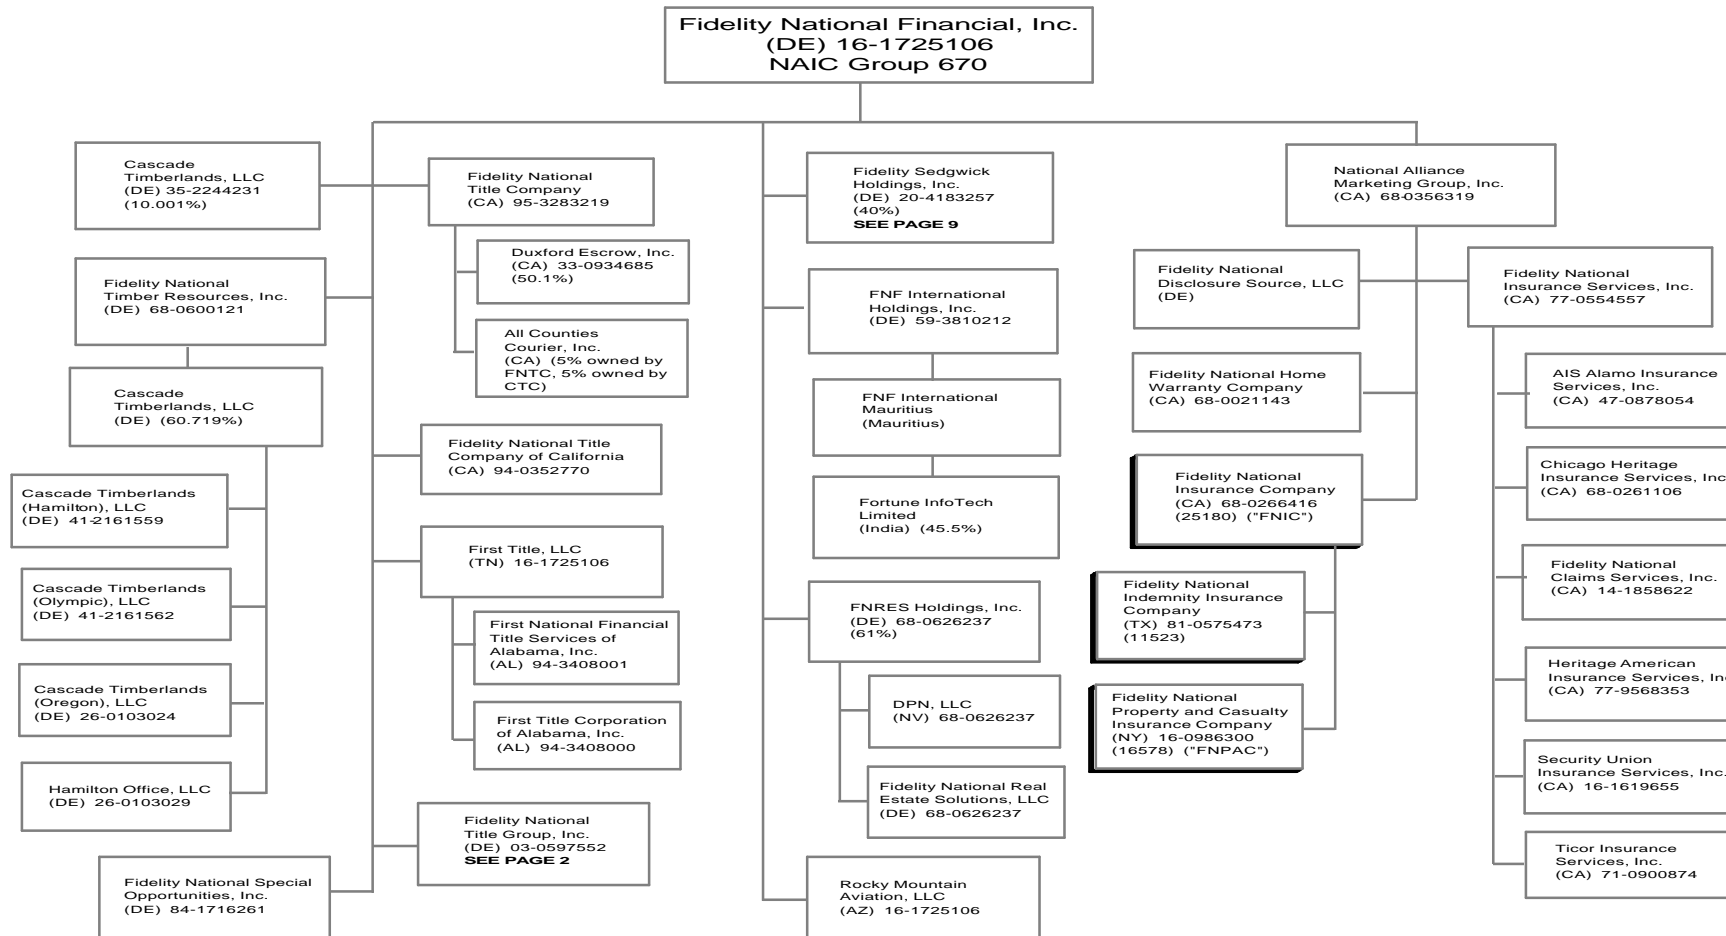 Fidelity National Financial, Inc.
(DE) 16-1725106
NAIC Group 670
Cascade
Timberlands, LLC
(DE) 35-2244231
(10.001%)
Fidelity National
Timber Resources, Inc.
(DE) 68-0600121
Cascade
Timberlands, LLC
(DE) (60.719%)
Cascade Timberlands
(Hamilton), LLC
(DE) 41-2161559
Cascade Timberlands
(Olympic), LLC
(DE) 41-2161562
Cascade Timberlands
(Oregon), LLC
(DE) 26-0103024
Hamilton Office, LLC
(DE) 26-0103029
Fidelity National Special
Opportunities, Inc.
(DE) 84-1716261
Fidelity National
Title Company
(CA) 95-3283219
Duxford Escrow, Inc.
(CA) 33-0934685
(50.1%)
All Counties
Courier, Inc.
(CA) (5% owned by
FNTC, 5% owned by
CTC)
Fidelity National Title
Company of California
(CA) 94-0352770
First Title, LLC
(TN) 16-1725106
First National Financial
Title Services of
Alabama, Inc.
(AL) 94-3408001
First Title Corporation
of Alabama, Inc.
(AL) 94-3408000
Fidelity National
Title Group, Inc.
(DE) 03-0597552
SEE PAGE 2
Fidelity Sedgwick
Holdings, Inc.
(DE) 20-4183257
(40%)
SEE PAGE 9
FNF International
Holdings, Inc.
(DE) 59-3810212
FNF International
Mauritius
(Mauritius)
Fortune InfoTech
Limited
(India) (45.5%)
FNRES Holdings, Inc.
(DE) 68-0626237
(61%)
DPN, LLC
(NV) 68-0626237
Fidelity National Real
Estate Solutions, LLC
(DE) 68-0626237
Rocky Mountain
Aviation, LLC
(AZ) 16-1725106
National Alliance
Marketing Group, Inc.
(CA) 68-0356319
Fidelity National
Disclosure Source, LLC
(DE)
Fidelity National Home
Warranty Company
(CA) 68-0021143
Fidelity National
Insurance Company
(CA) 68-0266416
(25180) ("FNIC")
Fidelity National
Indemnity Insurance
Company
(TX) 81-0575473
(11523)
Fidelity National
Property and Casualty
Insurance Company
(NY) 16-0986300
(16578) ("FNPAC")
Fidelity National
Insurance Services, Inc.
(CA) 77-0554557
AIS Alamo Insurance
Services, Inc.
(CA) 47-0878054
Chicago Heritage
Insurance Services, Inc
(CA) 68-0261106
Fidelity National
Claims Services, Inc.
(CA) 14-1858622
Heritage American
Insurance Services, Inc
(CA) 77-9568353
Security Union
Insurance Services, Inc.
(CA) 16-1619655
Ticor Insurance
Services, Inc.
(CA) 71-0900874